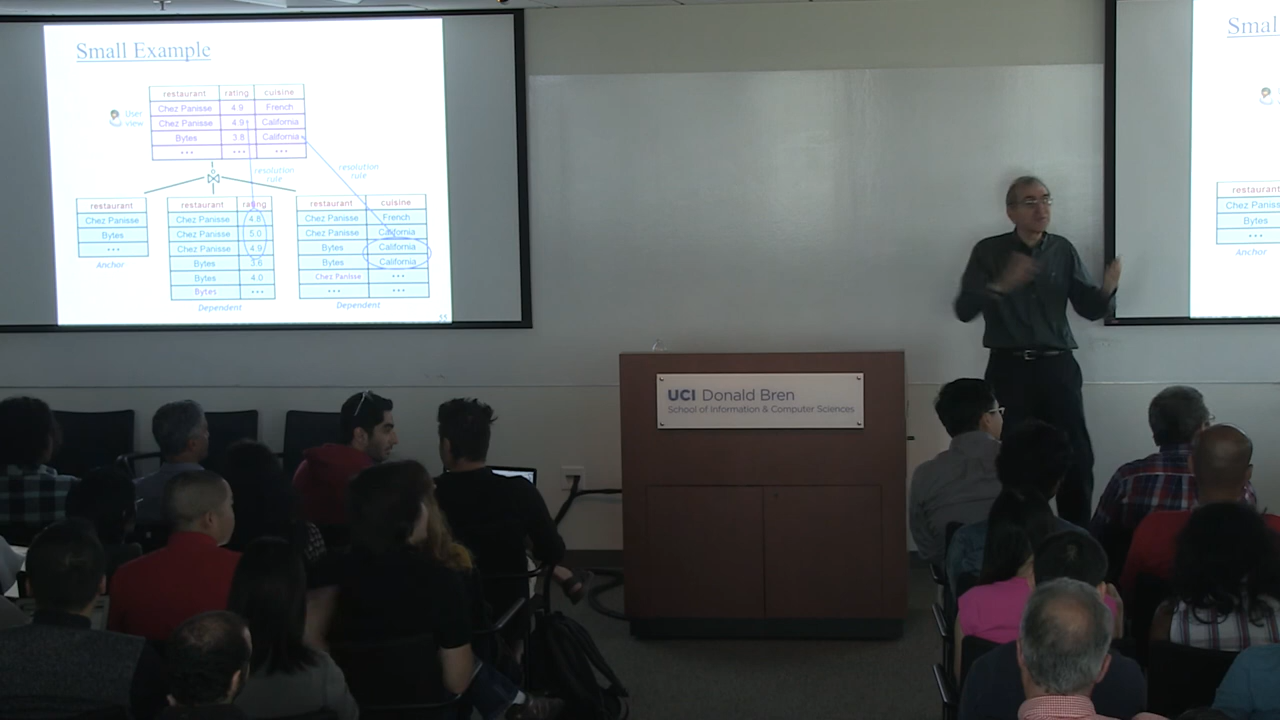 Small Example
restaurant rating cuisine
Chez Panisse 4.9 French
Chez Panisse 4.9 California
Bytes 3.8 California
... ... ...
User
view
resolution
rule
resolution
rule
restaurant
Chez Panisse
Bytes
...
Anchor
restaurant rating
Chez Panisse 4.8
Chez Panisse 5.0
Chez Panisse 4.9
Bytes 3.6
Bytes 4.0
Bytes ...
Dependent
restaurant cuisine
Chez Panisse French
Chez Panisse California
Bytes California
Bytes California
Chez Panisse ...
... ...
Dependent
33
UCI Donald Bren
School of Information & Computer Sciences
Smal
restaurant
Chez Paniss
Bytes
...
Anchor